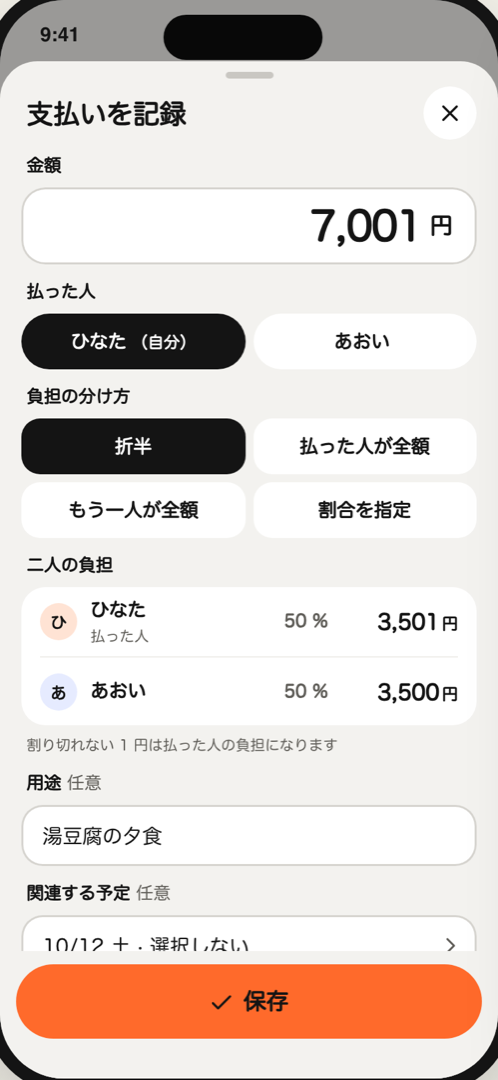 9:41
支払いを記録
金額
7,001 円
払った人
ひなた （自分）
あおい
負担の分け方
折半
払った人が全額
もう一人が全額
割合を指定
二人の負担
ひ ひなた 50 % 3,501円
払った人
あ あおい 50 % 3,500円
割り切れない 1 円は払った人の負担になります
用途 任意
湯豆腐の夕食
関連する予定 任意
10/12 土 · 選択しない
保存